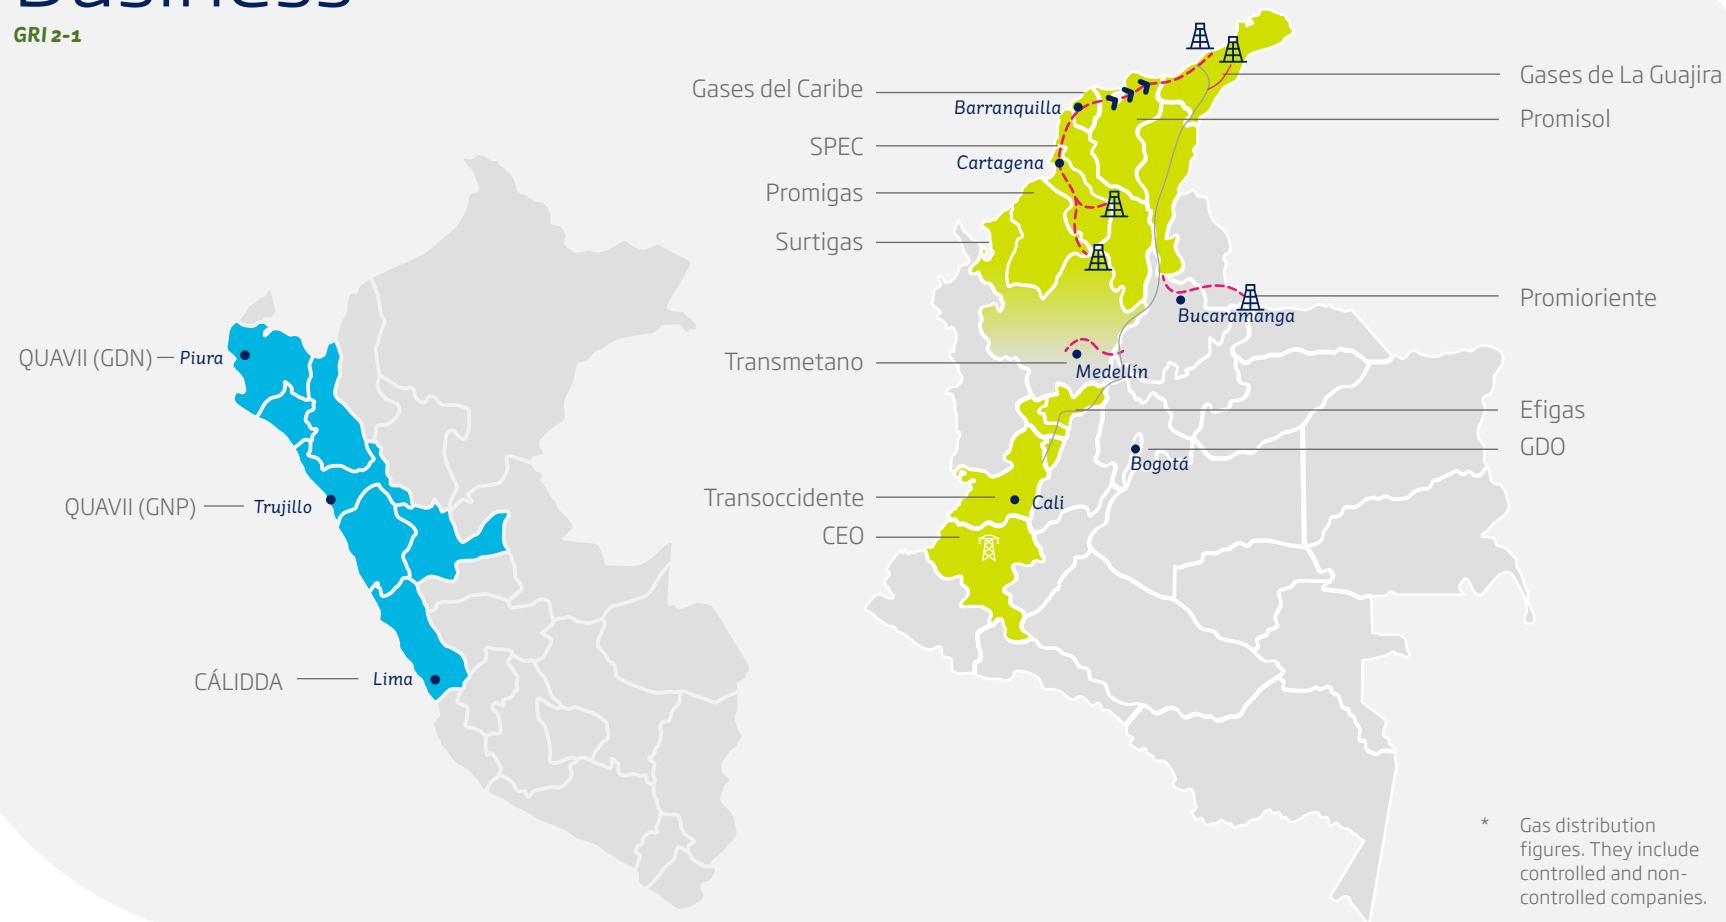 Business
GRI 2-1
QUAVII (GDN)
Piura
QUAVII (GNP)
Trujillo
CÁLIDDA
Lima
Gases del Caribe
Barranquilla
SPEC
Cartagena
Promigas
Surtigas
Transmetano
Medellín
Transoccidente
Cali
CEO
Gases de La Guajira
Promisol
Promioriente
Bucaramanga
Efigas
GDO
Bogotá
* Gas distribution
figures. They include
controlled and non-
controlled companies.